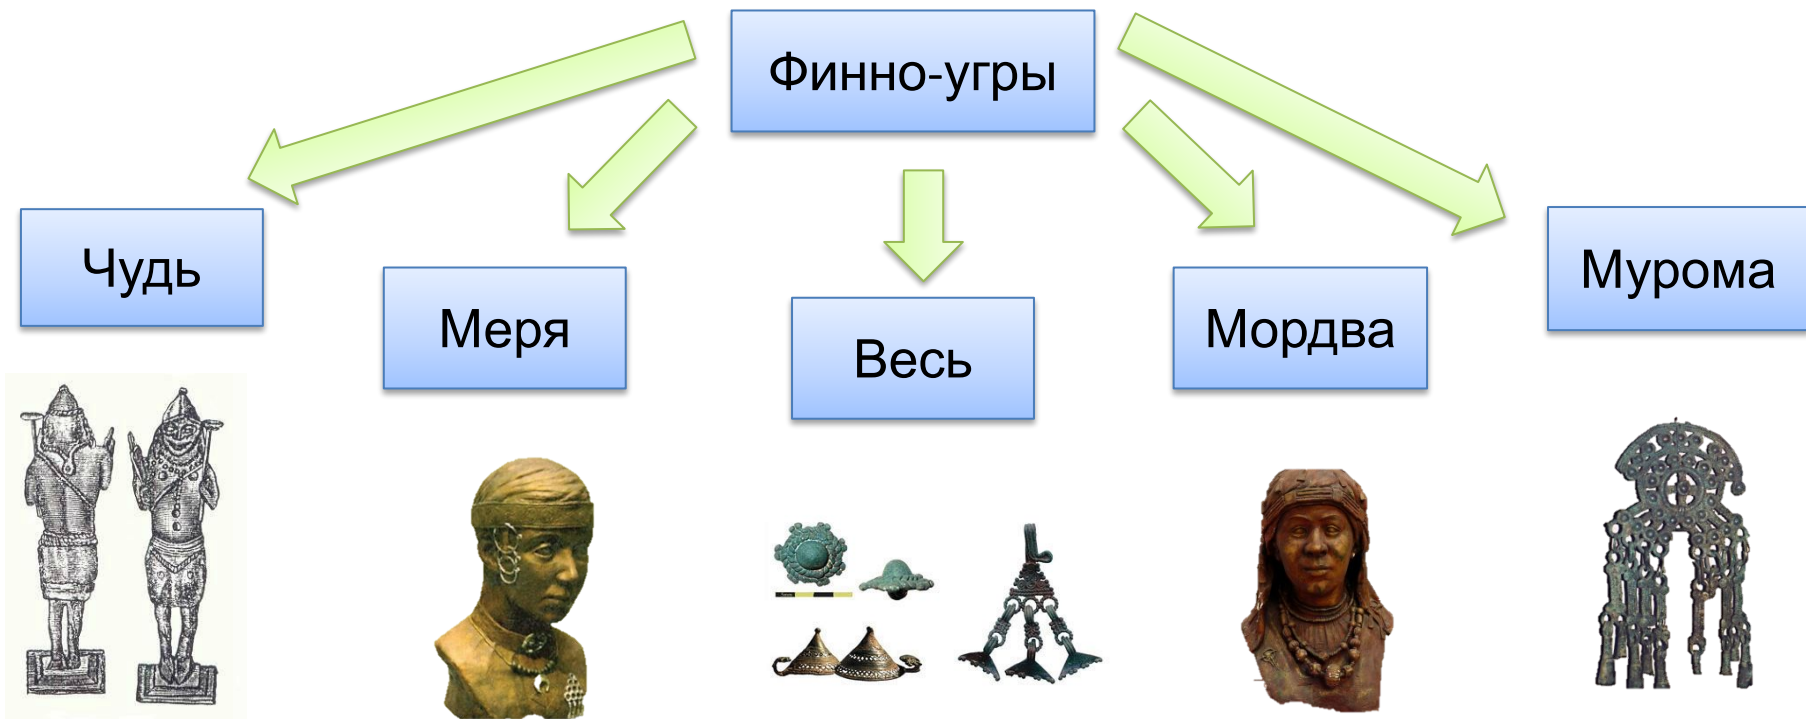 Финно-угры
Чудь
Меря
Весь
Мордва
Мурома